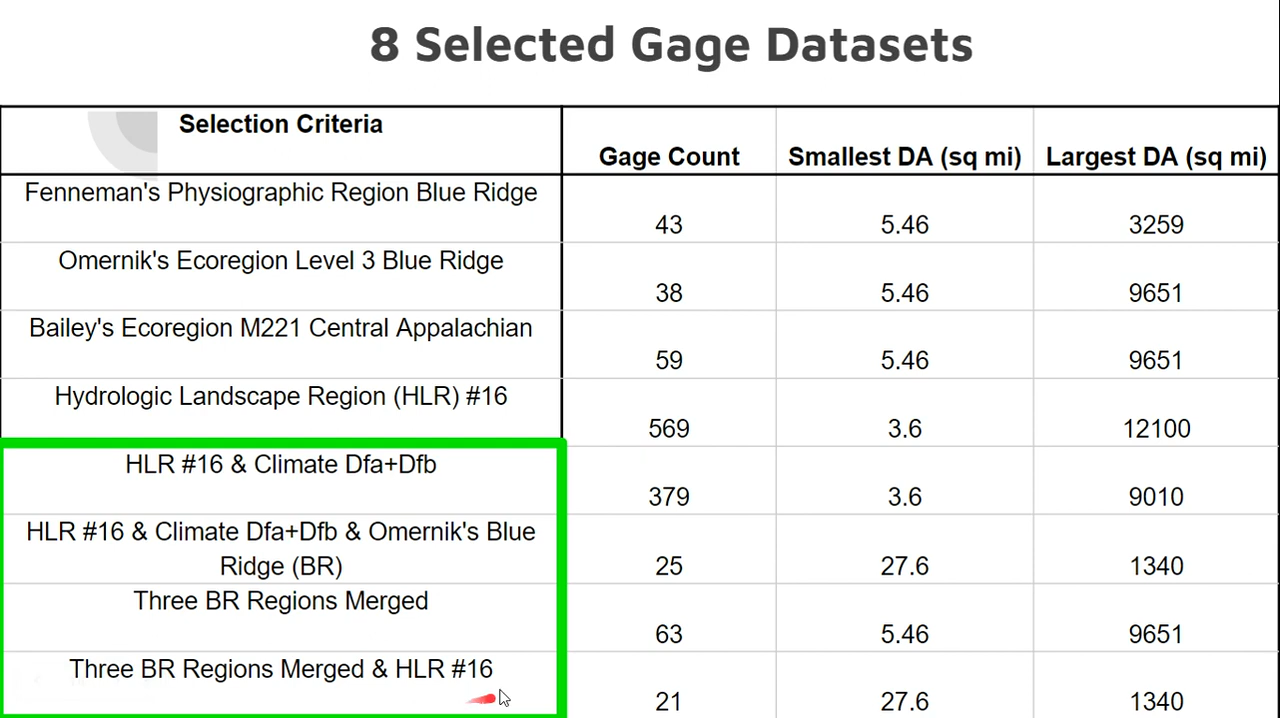 8 Selected Gage Datasets
Selection Criteria
Gage Count Smallest DA (sq mi) Largest DA (sq mi)
Fenneman's Physiographic Region Blue Ridge
43 5.46 3259
Omernik's Ecoregion Level 3 Blue Ridge
38 5.46 9651
Bailey's Ecoregion M221 Central Appalachian
59 5.46 9651
Hydrologic Landscape Region (HLR) #16
569 3.6 12100
HLR #16 & Climate Dfa+Dfb
379 3.6 9010
HLR #16 & Climate Dfa+Dfb & Omernik's Blue
Ridge (BR)
25 27.6 1340
Three BR Regions Merged
63 5.46 9651
Three BR Regions Merged & HLR #16
21 27.6 1340